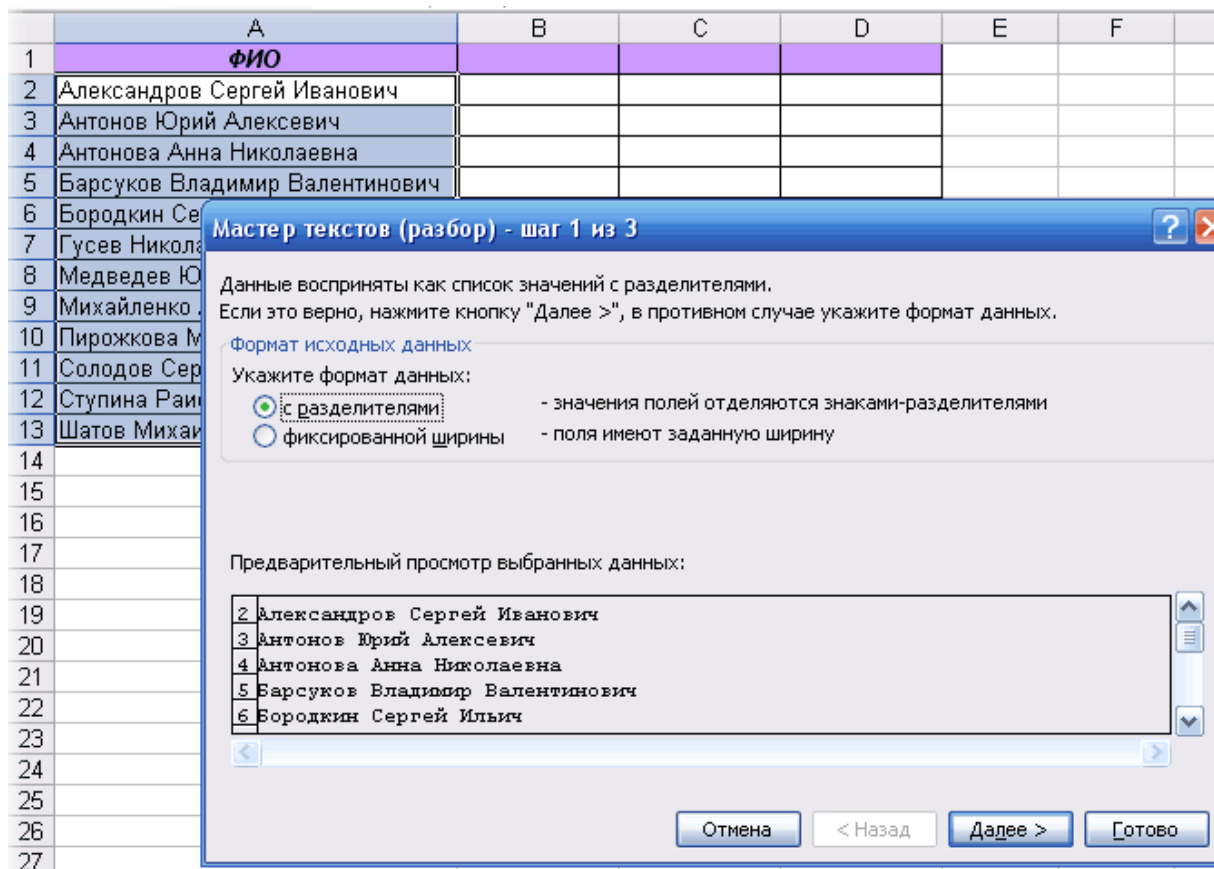 A B C D E F
1 ФИО
2 Александров Сергей Иванович
3 Антонов Юрий Алексевич
4 Антонова Анна Николаевна
5 Барсуков Владимир Валентинович
6 Бородкин Се
7 Гусев Никола
8 Медведев Ю
9 Михайленко
10 Пирожкова М
11 Солодов Сер
12 Ступина Раи
13 Шатов Михаи
14
15
16
17
18
19
20
21
22
23
24
25
26
27
Мастер текстов (разбор) - шаг 1 из 3
Данные восприняты как список значений с разделителями.
Если это верно, нажмите кнопку "Далее >", в противном случае укажите формат данных.
Формат исходных данных
Укажите формат данных:
с разделителями - значения полей отделяются знаками-разделителями
фиксированной ширины - поля имеют заданную ширину
Предварительный просмотр выбранных данных:
2 Александров Сергей Иванович
3 Антонов Юрий Алексевич
4 Антонова Анна Николаевна
5 Барсуков Владимир Валентинович
6 Бородкин Сергей Ильич
Отмена < Назад Далее > Готово